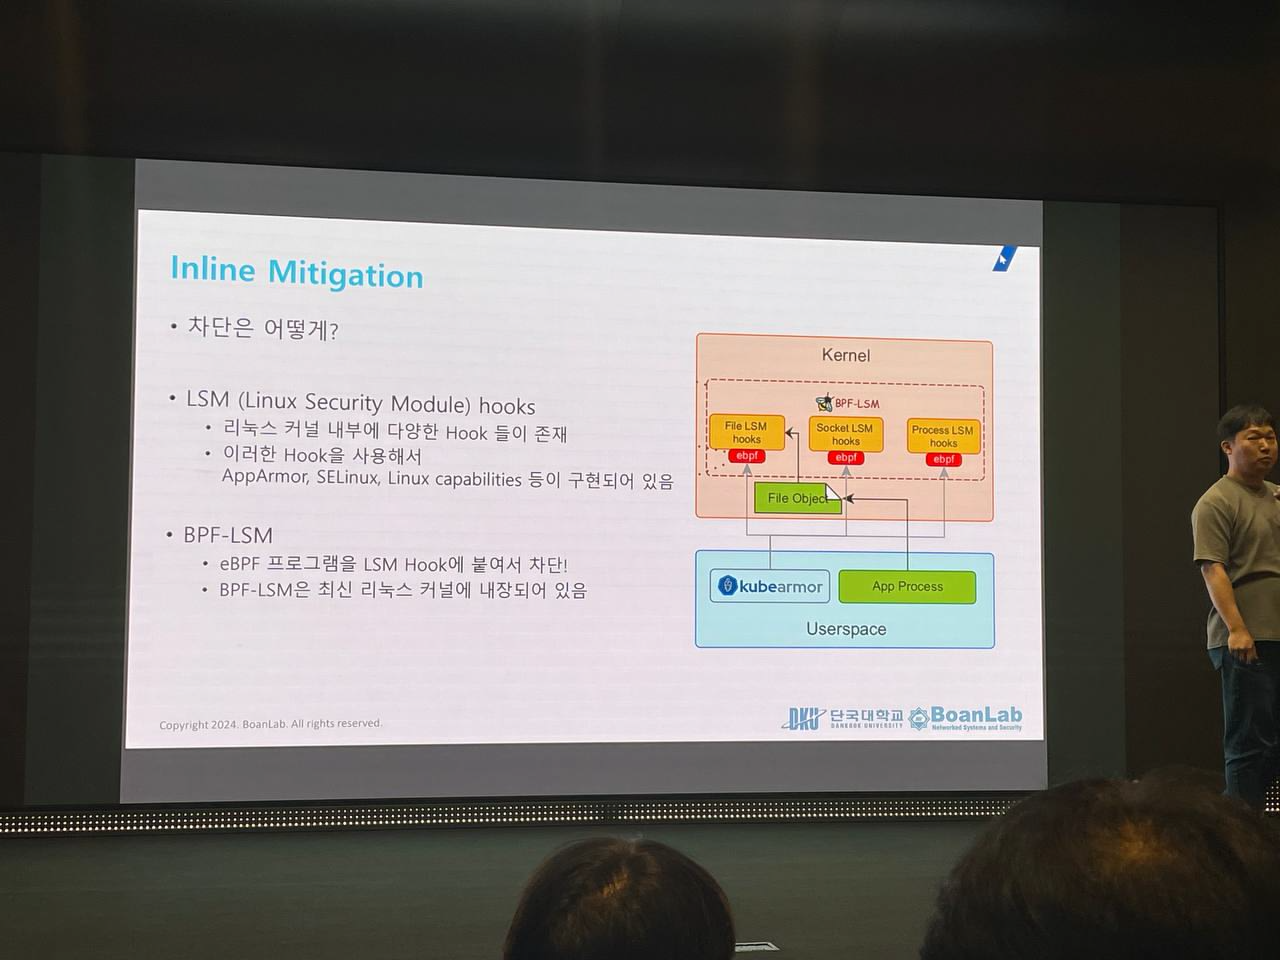 Inline Mitigation
• 차단은 어떻게?
• LSM (Linux Security Module) hooks
• 리눅스 커널 내부에 다양한 Hook 들이 존재
• 이러한 Hook을 사용해서
AppArmor, SELinux, Linux capabilities 등이 구현되어 있음
• BPF-LSM
• eBPF 프로그램을 LSM Hook에 붙여서 차단!
• BPF-LSM은 최신 리눅스 커널에 내장되어 있음
Kernel
BPF-LSM
File LSM
hooks
ebpf
Socket LSM
hooks
ebpf
Process LSM
hooks
ebpf
File Object
kubearmor
App Process
Userspace
Copyright 2024. BoanLab. All rights reserved.
DKU 단국대학교
DANKOOK UNIVERSITY
BoanLab
Networked Systems and Security